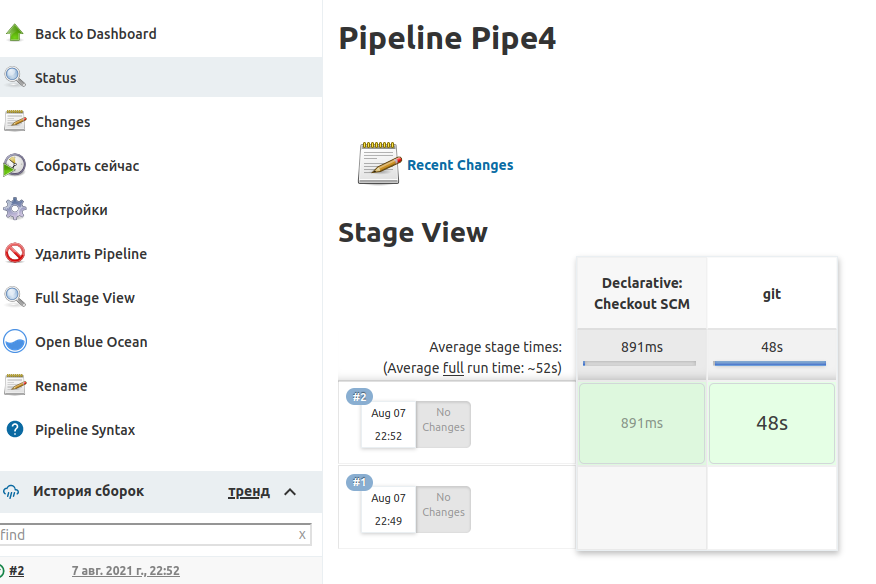 Back to Dashboard
Status
Changes
Собрать сейчас
Настройки
Удалить Pipeline
Full Stage View
Open Blue Ocean
Rename
Pipeline Syntax
История сборок тренд
find x
#2 7 авг. 2021 г., 22:52
Pipeline Pipe4
Recent Changes
Stage View
Declarative:
Checkout SCM
git
Average stage times:
(Average full run time: ~52s)
891ms
48s
#2
Aug 07
22:52
No
Changes
891ms
48s
#1
Aug 07
22:49
No
Changes